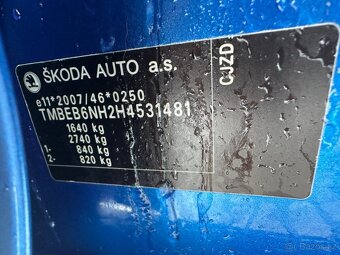 ŠKODA AUTO a.s.
e11*2007/46*0250
TMBEB6NH2H4531481
1640 kg
2740 kg
1- 840 kg
2- 820 kg
CJZD